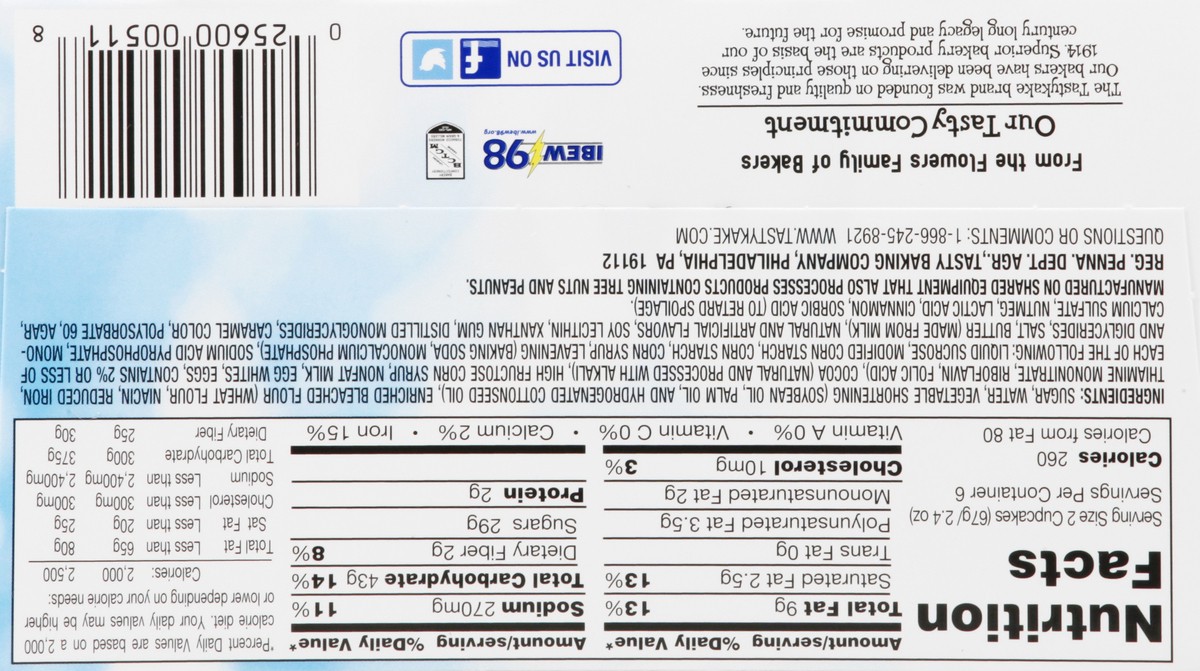 Nutrition
Facts
Serving Size 2 Cupcakes (67g/2.4 oz)
Servings Per Container 6
Calories 260
Calories from Fat 80
Amount/serving %Daily Value*
Total Fat 9g 13%
Saturated Fat 2.5g 13%
Trans Fat 0g
Polyunsaturated Fat 3.5g
Monounsaturated Fat 2g
Cholesterol 10mg 3%
Amount/serving %Daily Value*
Sodium 270mg 11%
Total Carbohydrate 43g 14%
Dietary Fiber 2g 8%
Sugars 29g
Protein 2g
Vitamin A 0% • Vitamin C 0% • Calcium 2% • Iron 15%
*Percent Daily Values are based on a 2,000
calorie diet. Your daily values may be higher
or lower depending on your calorie needs:
Calories: 2,000 2,500
Total Fat Less than 65g 80g
Sat Fat Less than 20g 25g
Cholesterol Less than 300mg 300mg
Sodium Less than 2,400mg 2,400mg
Total Carbohydrate 300g 375g
Dietary Fiber 25g 30g
INGREDIENTS: SUGAR, WATER, VEGETABLE SHORTENING (SOYBEAN OIL, PALM OIL, AND HYDROGENATED COTTONSEED OIL), ENRICHED BLEACHED FLOUR (WHEAT FLOUR, NIACIN, REDUCED IRON,
THIAMINE MONONITRATE, RIBOFLAVIN, FOLIC ACID), COCOA (NATURAL AND PROCESSED WITH ALKALI), HIGH FRUCTOSE CORN SYRUP, NONFAT MILK, EGG WHITES, EGGS, CONTAINS 2% OR LESS OF
EACH OF THE FOLLOWING: LIQUID SUCROSE, MODIFIED CORN STARCH, CORN STARCH, CORN SYRUP, LEAVENING (BAKING SODA, MONOCALCIUM PHOSPHATE), SODIUM ACID PYROPHOSPHATE, MONO-
AND DIGLYCERIDES, SALT, BUTTER (MADE FROM MILK), NATURAL AND ARTIFICIAL FLAVORS, SOY LECITHIN, XANTHAN GUM, DISTILLED MONOGLYCERIDES, CARAMEL COLOR, POLYSORBATE 60, AGAR,
CALCIUM SULFATE, NUTMEG, LACTIC ACID, CINNAMON, SORBIC ACID (TO RETARD SPOILAGE).
MANUFACTURED ON SHARED EQUIPMENT THAT ALSO PROCESSES PRODUCTS CONTAINING TREE NUTS AND PEANUTS.
REG. PENNA. DEPT. AGR., TASTY BAKING COMPANY, PHILADELPHIA, PA 19112
QUESTIONS OR COMMENTS: 1-866-245-8921 WWW.TASTYKAKE.COM
From the Flowers Family of Bakers
Our Tasty Commitment
The Tastykake brand was founded on quality and freshness.
Our bakers have been delivering on those principles since
1914. Superior bakery products are the basis of our
century long legacy and promise for the future.
IBEW 98
www.ibew98.org
VISIT US ON f
0 25600 00511 8